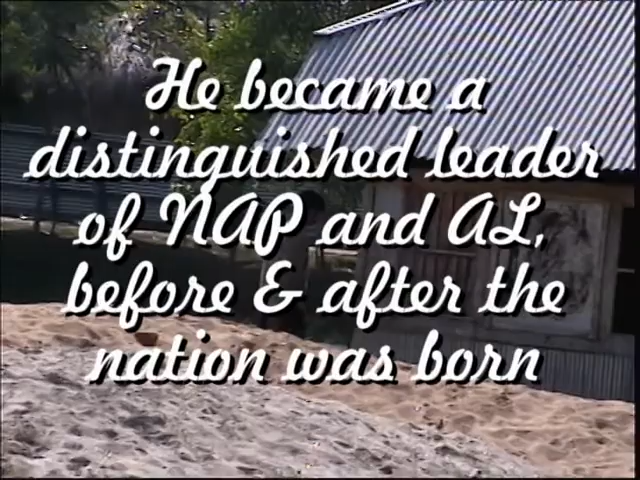 He became a
distinguished leader
of NAP and AL,
before & after the
nation was born